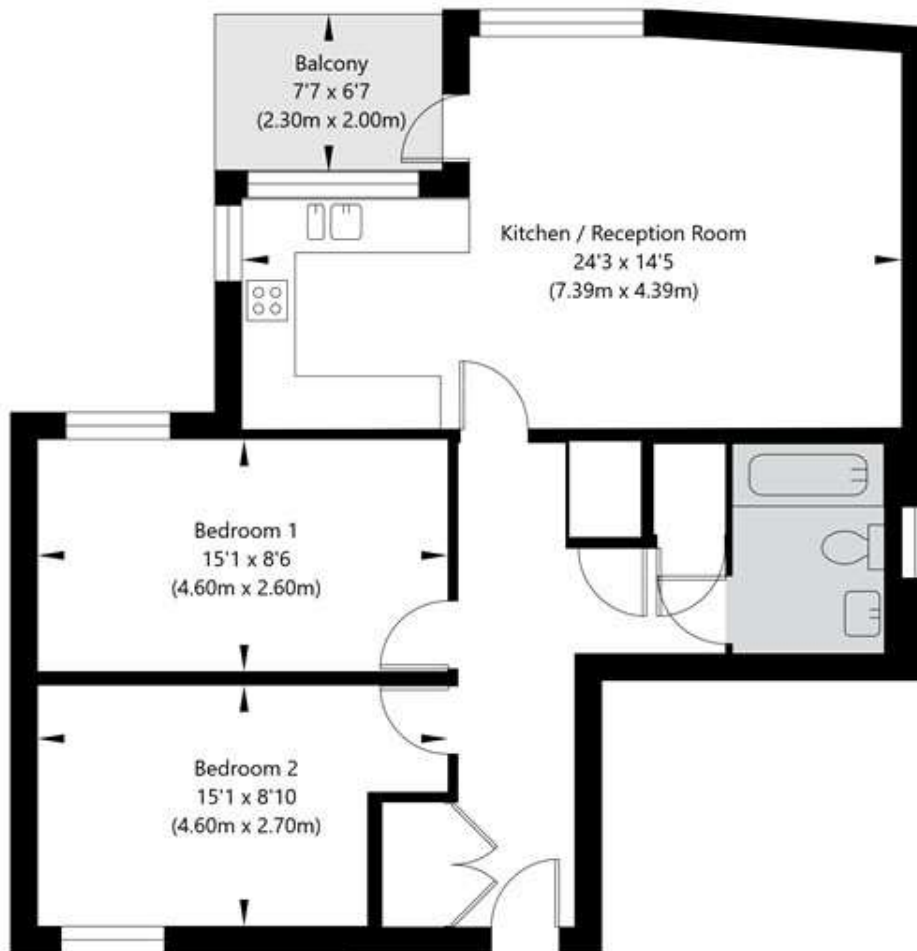 Balcony
7'7 x 6'7
(2.30m x 2.00m)
Kitchen / Reception Room
24'3 x 14'5
(7.39m x 4.39m)
Bedroom 1
15'1 x 8'6
(4.60m x 2.60m)
Bedroom 2
15'1 x 8'10
(4.60m x 2.70m)